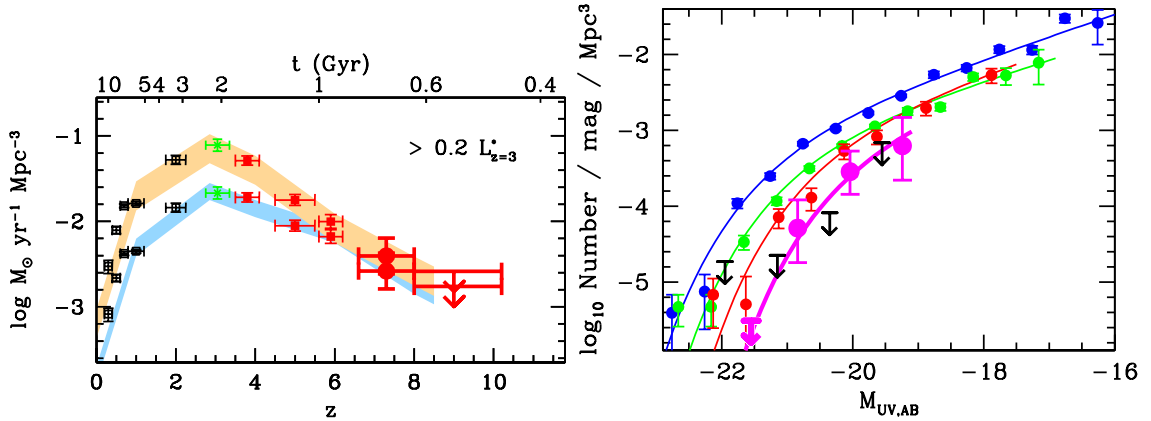 t (Gyr)
10 5 4 3 2 1 0.6 0.4
-1
-2
-3
log M⊙ yr⁻¹ Mpc⁻³
> 0.2 L*z=3
0 2 4 6 8 10
z
-2
-3
-4
-5
log₁₀ Number / mag / Mpc³
-22 -20 -18 -16
M_UV,AB